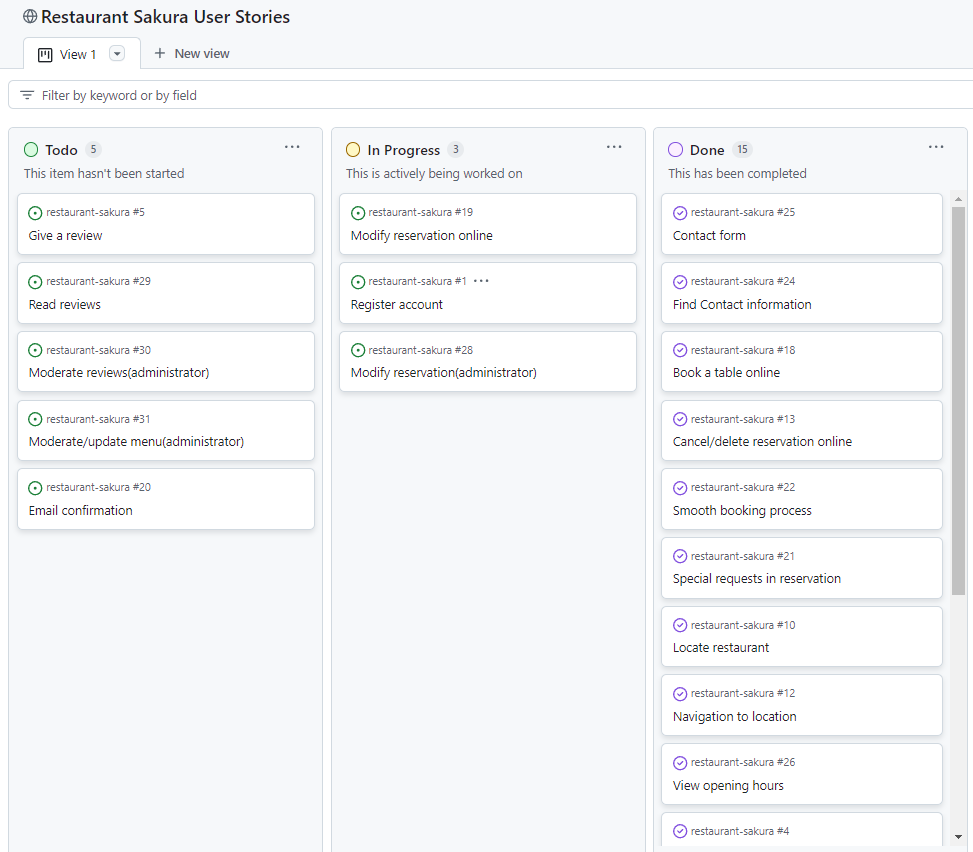 Restaurant Sakura User Stories
View 1
New view
Filter by keyword or by field
Todo 5
This item hasn't been started
restaurant-sakura #5
Give a review
restaurant-sakura #29
Read reviews
restaurant-sakura #30
Moderate reviews(administrator)
restaurant-sakura #31
Moderate/update menu(administrator)
restaurant-sakura #20
Email confirmation
In Progress 3
This is actively being worked on
restaurant-sakura #19
Modify reservation online
restaurant-sakura #1
Register account
restaurant-sakura #28
Modify reservation(administrator)
Done 15
This has been completed
restaurant-sakura #25
Contact form
restaurant-sakura #24
Find Contact information
restaurant-sakura #18
Book a table online
restaurant-sakura #13
Cancel/delete reservation online
restaurant-sakura #22
Smooth booking process
restaurant-sakura #21
Special requests in reservation
restaurant-sakura #10
Locate restaurant
restaurant-sakura #12
Navigation to location
restaurant-sakura #26
View opening hours
restaurant-sakura #4